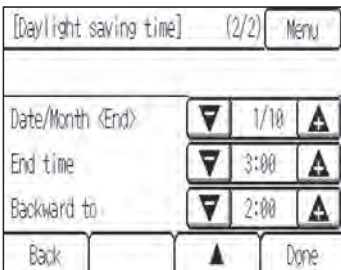 [Daylight saving time] (2/2) Menu
Date/Month <End> 1/10
End time 3:00
Backward to 2:00
Back Done